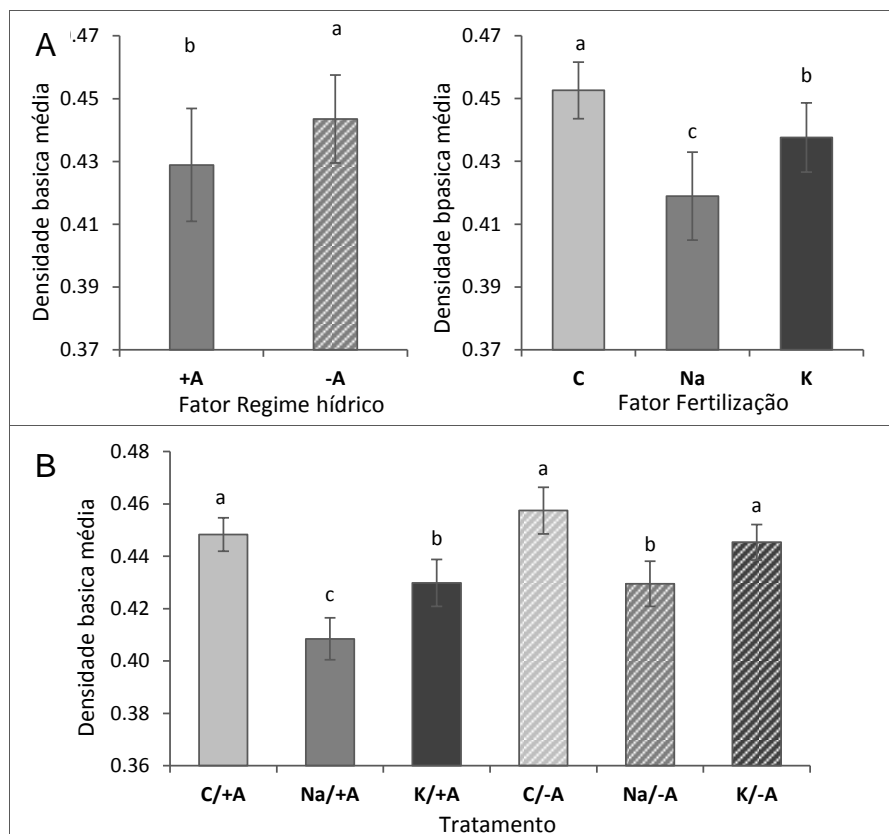 A
Densidade basica média
0.47
0.45
0.43
0.41
0.39
0.37
b
a
+A
-A
Fator Regime hídrico
Densidade bpasica média
0.47
0.45
0.43
0.41
0.39
0.37
a
c
b
C
Na
K
Fator Fertilização
B
Densidade basica média
0.48
0.46
0.44
0.42
0.40
0.38
0.36
a
c
b
a
b
a
C/+A
Na/+A
K/+A
C/-A
Na/-A
K/-A
Tratamento